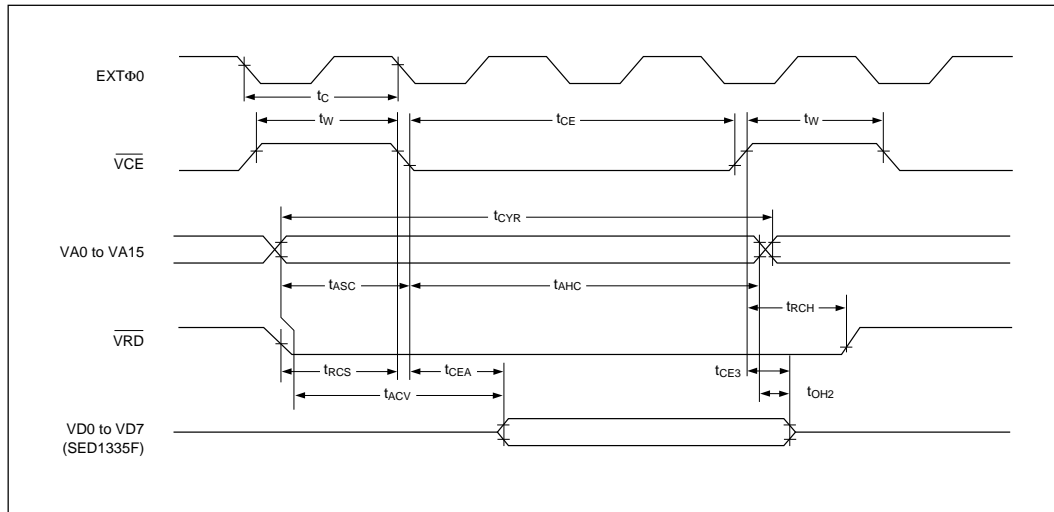 EXTΦ0
tC
tW tCE tW
VCE
tCYR
VA0 to VA15
tASC tAHC
tRCH
VRD
tRCS tCEA tCE3
tACV tOH2
VD0 to VD7
(SED1335F)